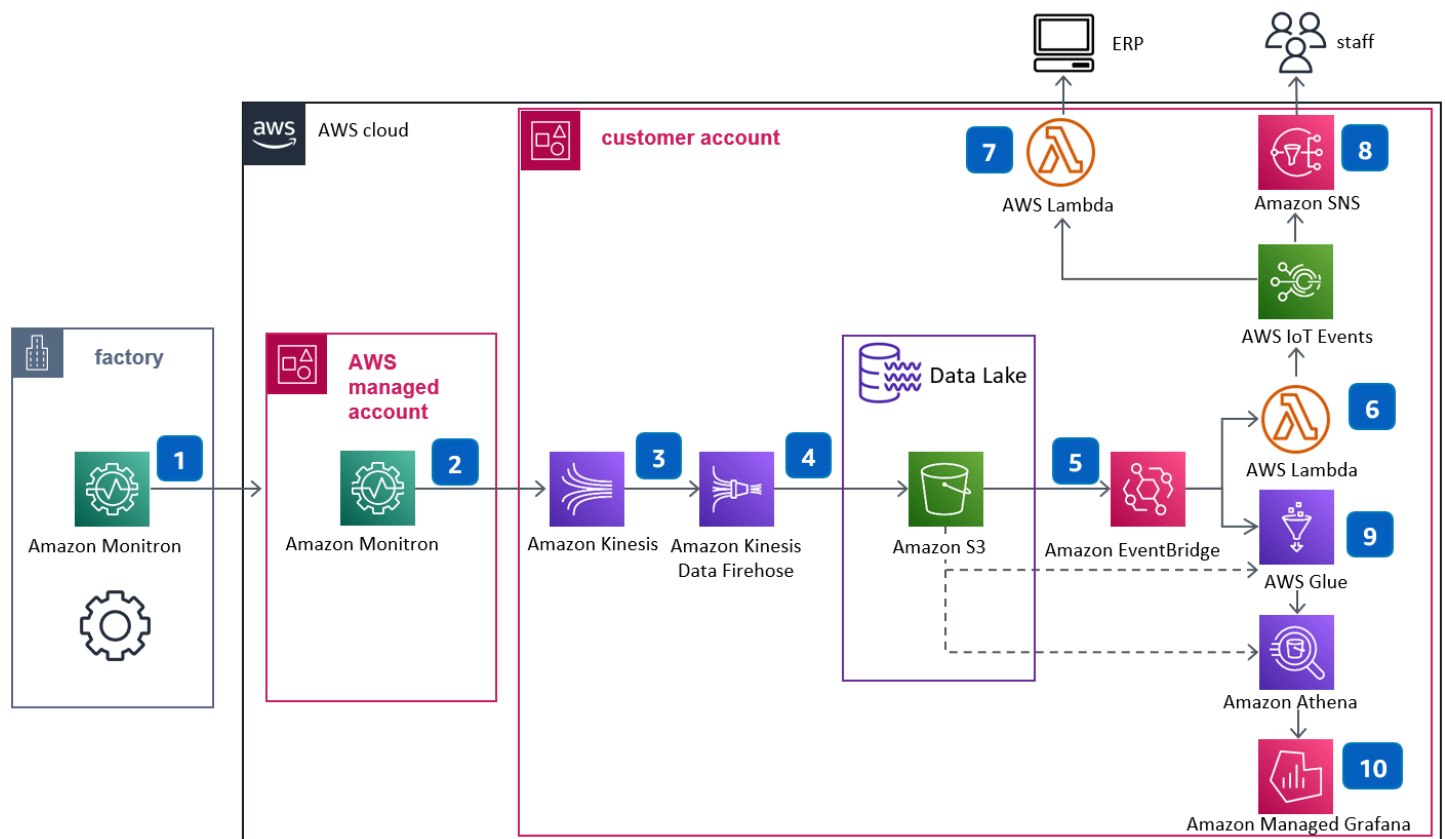 ERP
staff
aws
AWS cloud
customer account
7
8
AWS Lambda
Amazon SNS
factory
AWS
managed
account
AWS IoT Events
Data Lake
6
1
2
3
4
5
AWS Lambda
Amazon Monitron
Amazon Monitron
Amazon Kinesis
Amazon Kinesis
Data Firehose
Amazon S3
Amazon EventBridge
9
AWS Glue
Amazon Athena
10
Amazon Managed Grafana